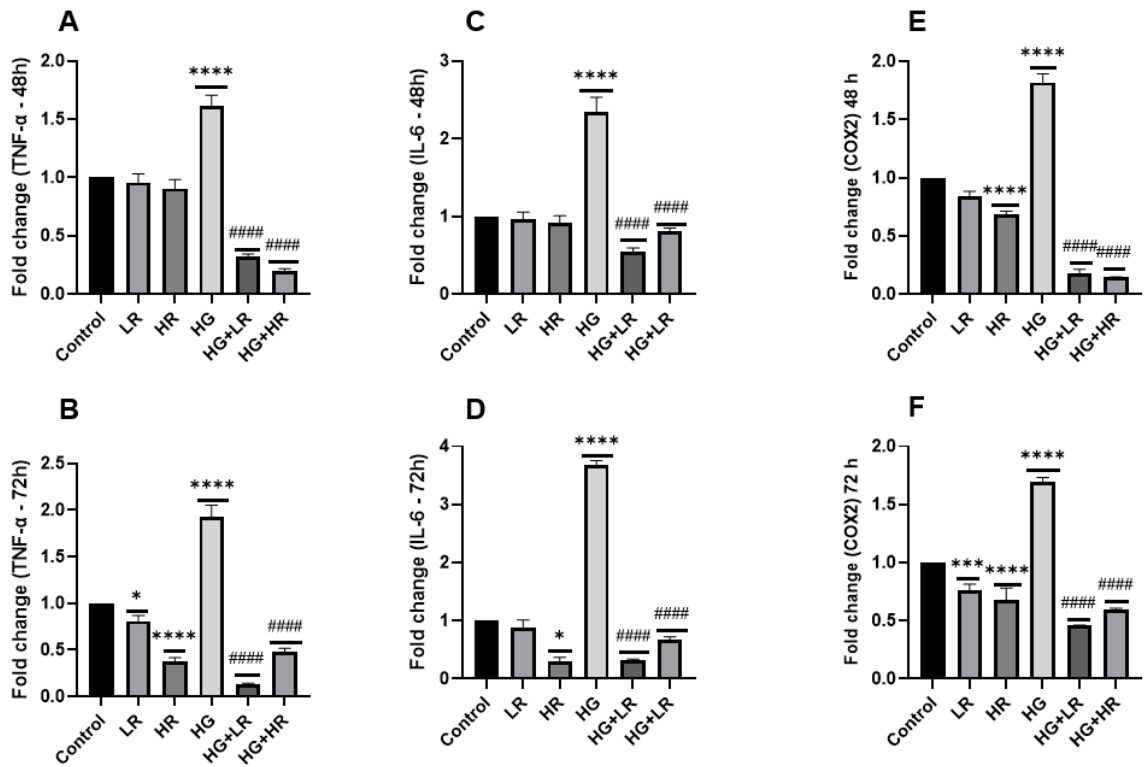 A
Fold change (TNF-α - 48h)
2.0
1.5
1.0
0.5
0.0
****
####
####
Control
LR
HR
HG
HG+LR
HG+HR
C
Fold change (IL-6 - 48h)
3
2
1
0
****
####
####
Control
LR
HR
HG
HG+LR
HG+LR
E
Fold change (COX2) 48 h
2.0
1.5
1.0
0.5
0.0
****
****
####
####
Control
LR
HR
HG
HG+LR
HG+HR
B
Fold change (TNF-α - 72h)
2.5
2.0
1.5
1.0
0.5
0.0
*
****
****
####
####
Control
LR
HR
HG
HG+LR
HG+HR
D
Fold change (IL-6 - 72h)
4
3
2
1
0
*
****
####
####
Control
LR
HR
HG
HG+LR
HG+LR
F
Fold change (COX2) 72 h
2.0
1.5
1.0
0.5
0.0
***
****
****
####
####
Control
LR
HR
HG
HG+LR
HG+HR